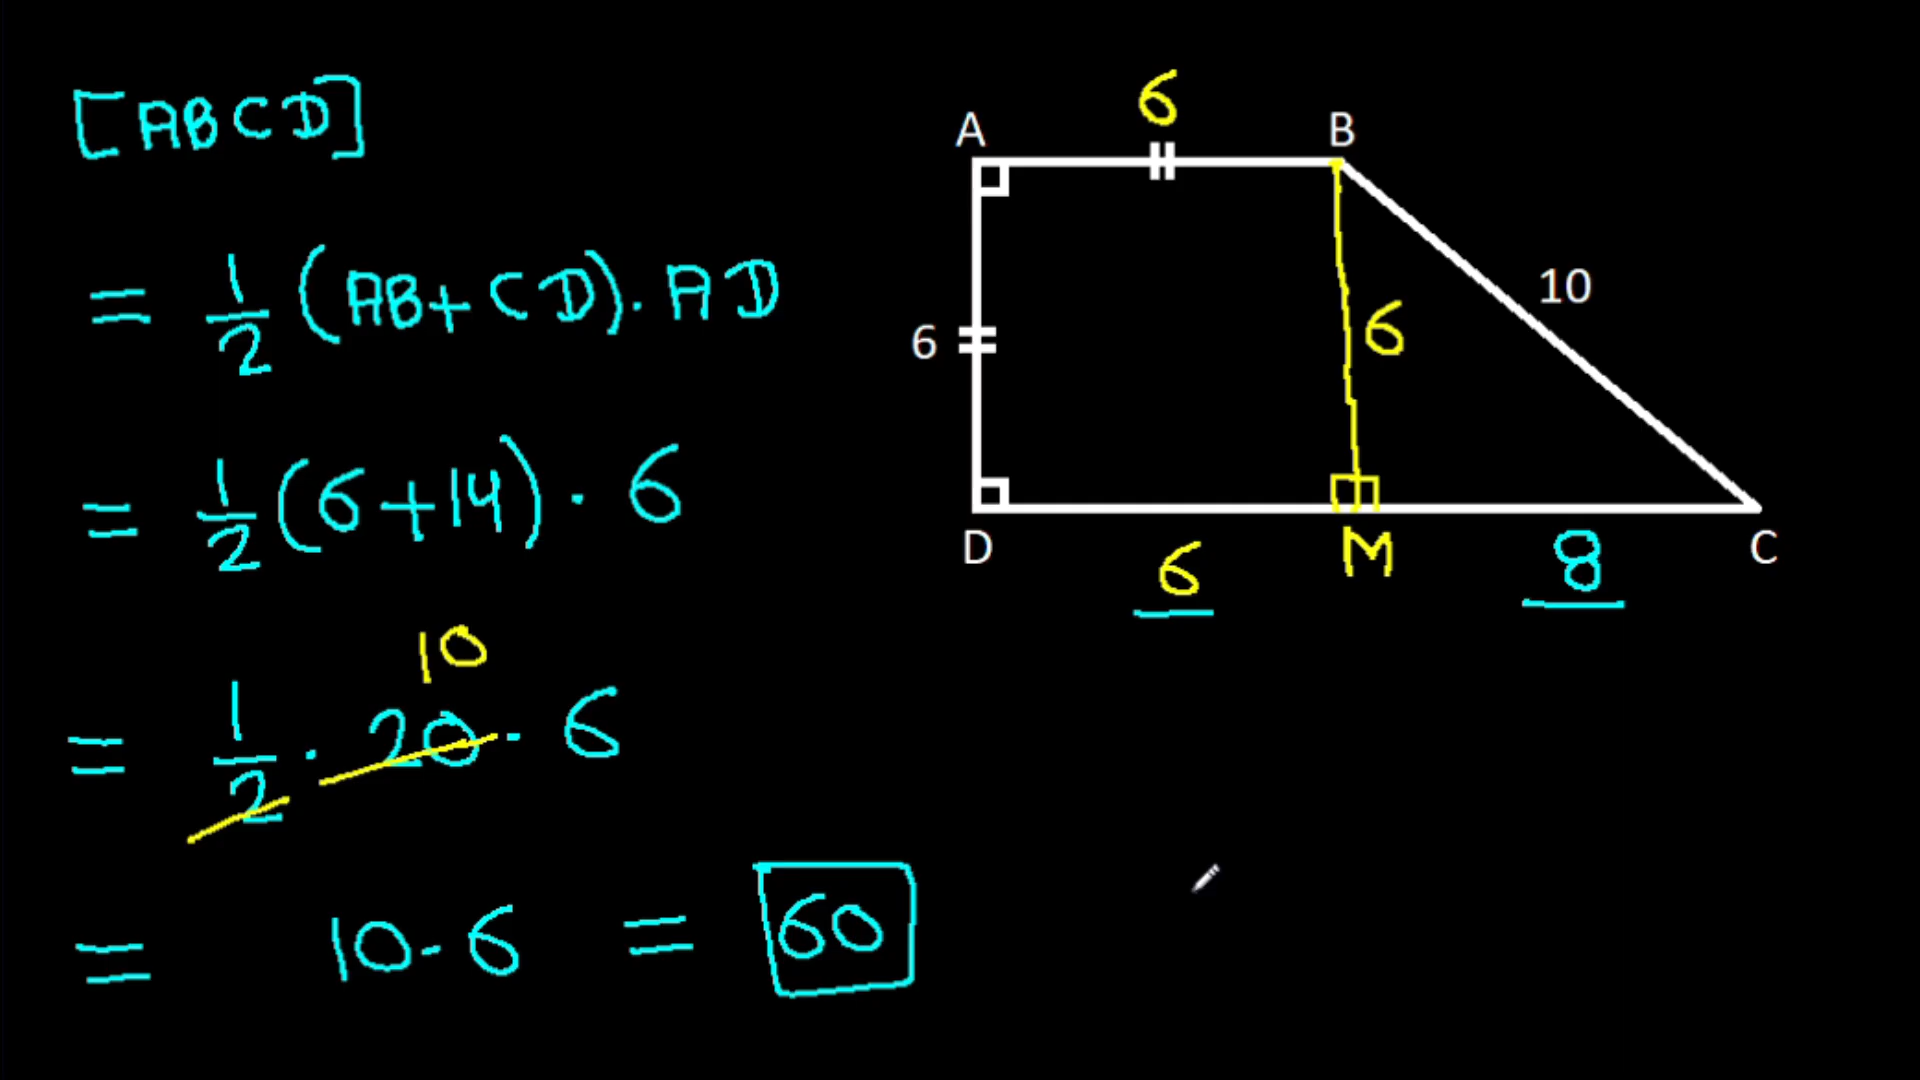 [ABCD]
= 1/2 (AB+CD).AD
= 1/2 (6+14) · 6
10
= 1/2 · 20 · 6
= 10 · 6 = 60
6
A B
10
6 6
D M C
6 8